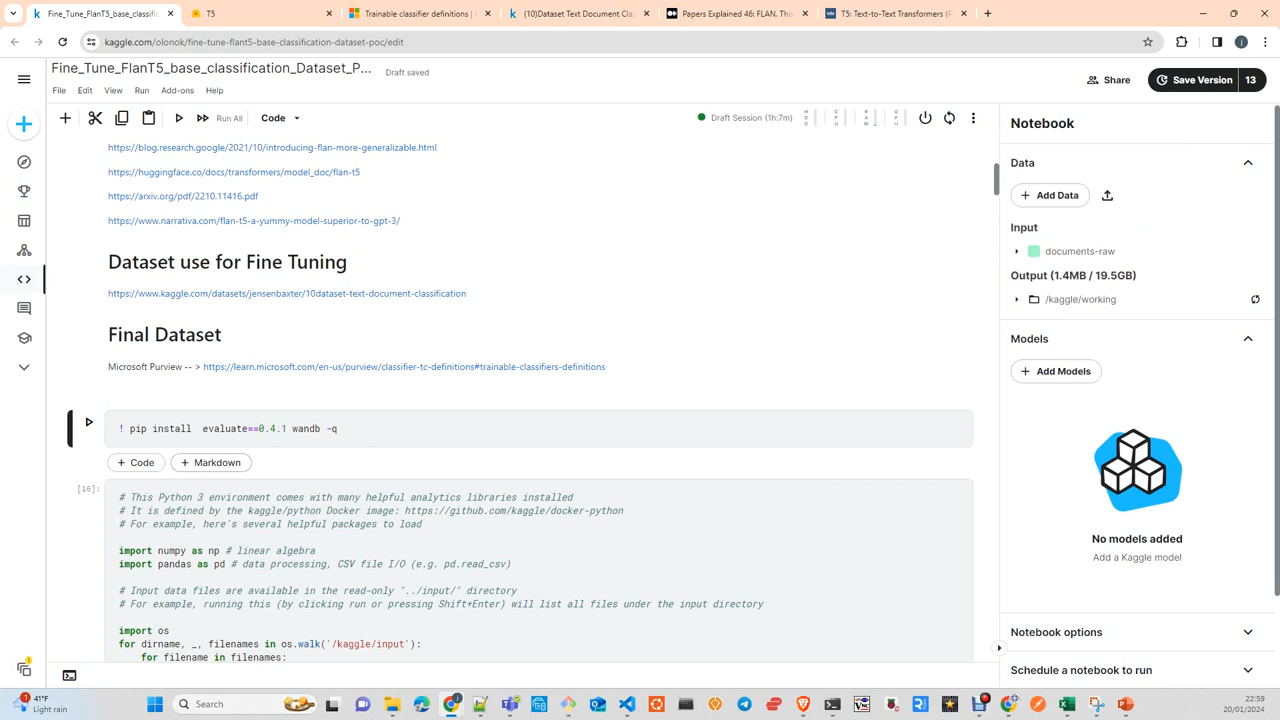 Fine_Tune_FlanT5_base_classific
T5
Trainable classifier definitions |
(10)Dataset Text Document Clas
Papers Explained 46: FLAN. This
T5: Text-to-Text Transformers (P
kaggle.com/olonok/fine-tune-flant5-base-classification-dataset-poc/edit
Fine_Tune_FlanT5_base_classification_Dataset_P...
Draft saved
Share
Save Version
13
File
Edit
View
Run
Add-ons
Help
Run All
Code
Draft Session (1h:7m)
HDD
CPU
RAM
GPU
Notebook
https://blog.research.google/2021/10/introducing-flan-more-generalizable.html
https://huggingface.co/docs/transformers/model_doc/flan-t5
https://arxiv.org/pdf/2210.11416.pdf
https://www.narrativa.com/flan-t5-a-yummy-model-superior-to-gpt-3/
Dataset use for Fine Tuning
https://www.kaggle.com/datasets/jensenbaxter/10dataset-text-document-classification
Final Dataset
Microsoft Purview -- > https://learn.microsoft.com/en-us/purview/classifier-tc-definitions#trainable-classifiers-definitions
! pip install  evaluate==0.4.1 wandb -q
+ Code
+ Markdown
[16]:
# This Python 3 environment comes with many helpful analytics libraries installed
# It is defined by the kaggle/python Docker image: https://github.com/kaggle/docker-python
# For example, here's several helpful packages to load
import numpy as np # linear algebra
import pandas as pd # data processing, CSV file I/O (e.g. pd.read_csv)
# Input data files are available in the read-only "../input/" directory
# For example, running this (by clicking run or pressing Shift+Enter) will list all files under the input directory
import os
for dirname, _, filenames in os.walk('/kaggle/input'):
for filename in filenames:
Data
+ Add Data
Input
documents-raw
Output (1.4MB / 19.5GB)
/kaggle/working
Models
+ Add Models
No models added
Add a Kaggle model
Notebook options
Schedule a notebook to run
41°F
Light rain
Search
22:59
20/01/2024